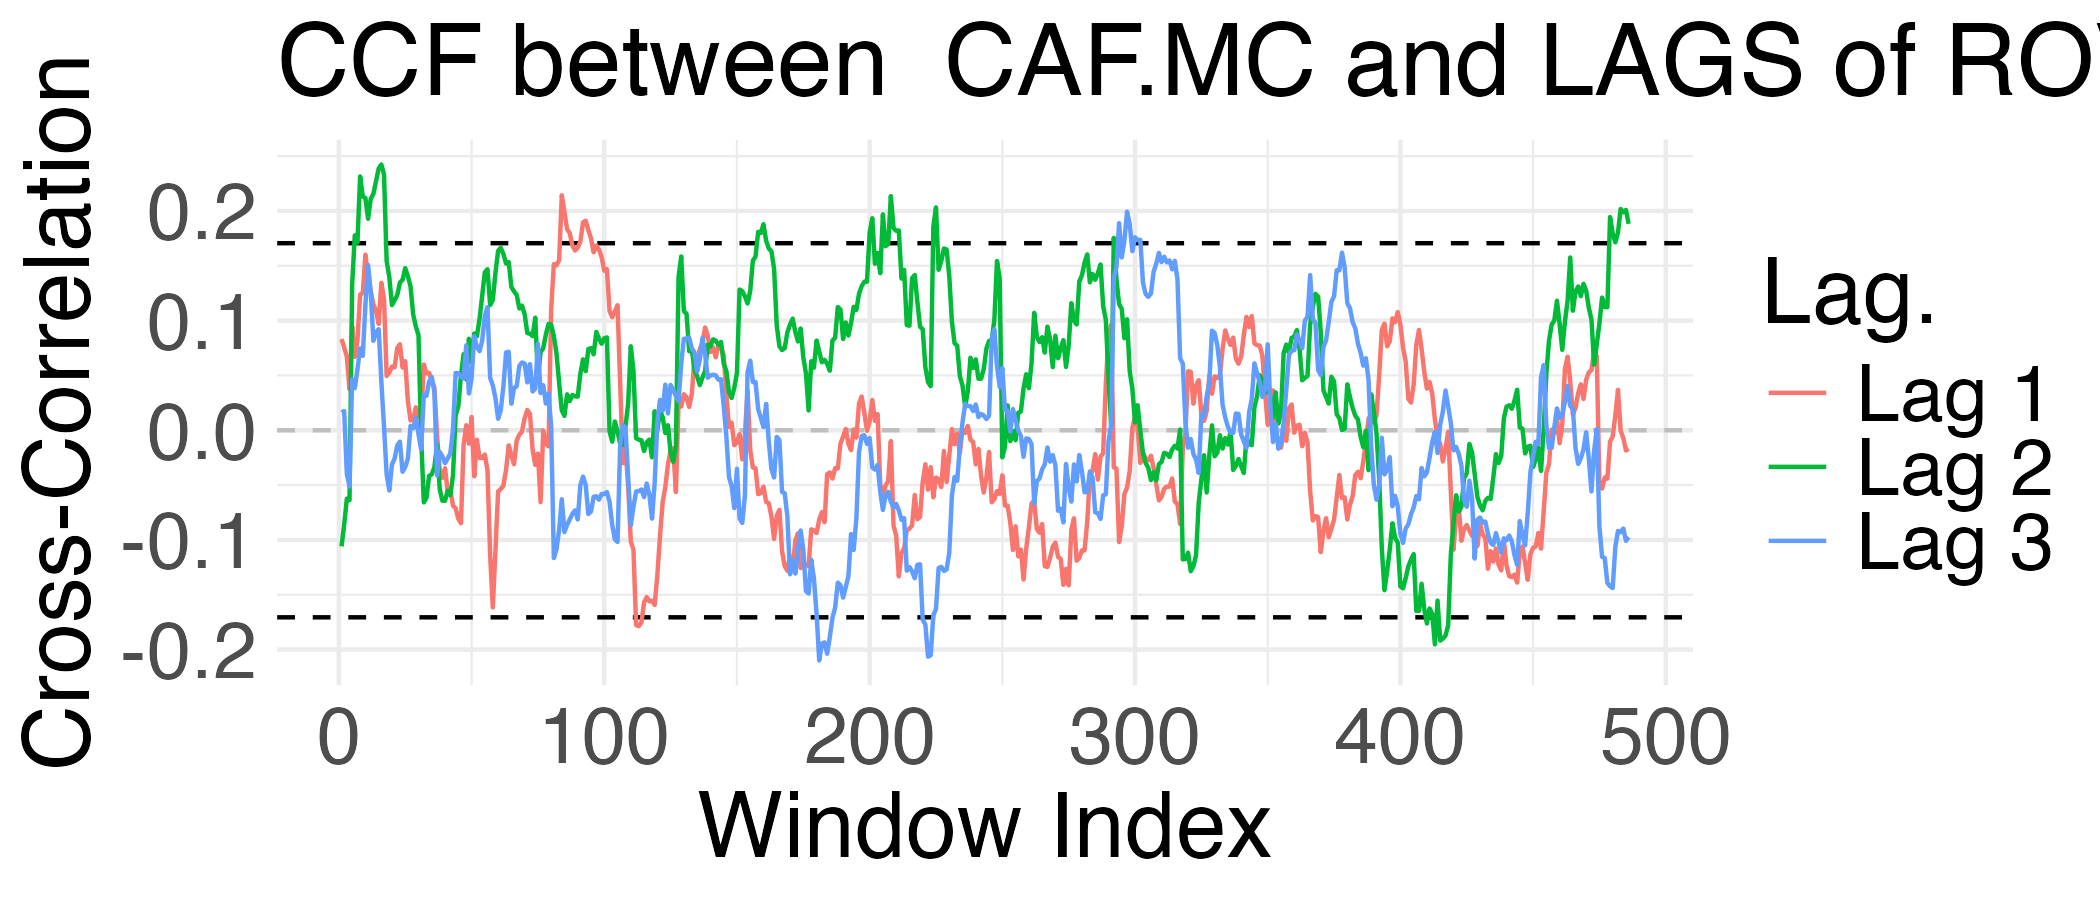 CCF between  CAF.MC and LAGS of RO
Cross-Correlation
0.2
0.1
0.0
-0.1
-0.2
0 100 200 300 400 500
Window Index
Lag.
Lag 1
Lag 2
Lag 3